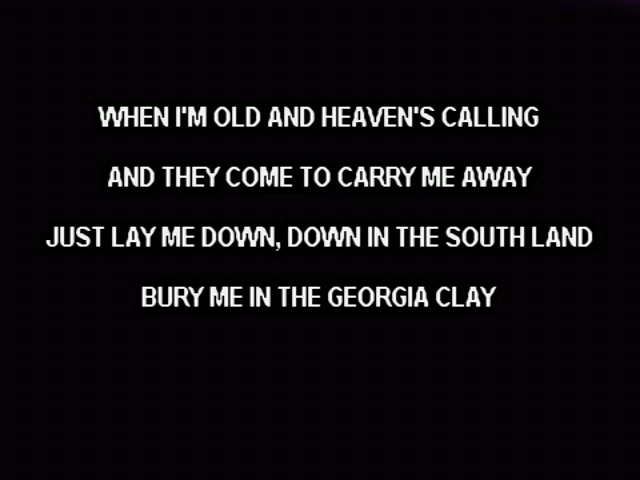 WHEN I'M OLD AND HEAVEN'S CALLING
AND THEY COME TO CARRY ME AWAY
JUST LAY ME DOWN, DOWN IN THE SOUTH LAND
BURY ME IN THE GEORGIA CLAY